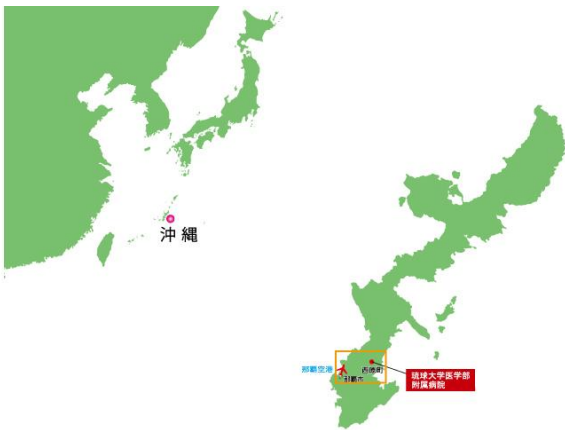 沖縄
那覇空港
那覇市
西原町
琉球大学医学部
附属病院